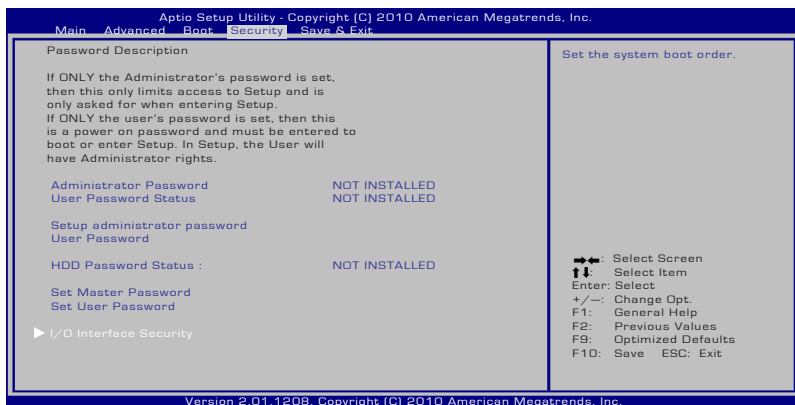 Aptio Setup Utility - Copyright (C) 2010 American Megatrends, Inc.
Main Advanced Boot Security Save & Exit
Password Description
If ONLY the Administrator's password is set,
then this only limits access to Setup and is
only asked for when entering Setup.
If ONLY the user's password is set, then this
is a power on password and must be entered to
boot or enter Setup. In Setup, the User will
have Administrator rights.
Administrator Password NOT INSTALLED
User Password Status NOT INSTALLED
Setup administrator password
User Password
HDD Password Status : NOT INSTALLED
Set Master Password
Set User Password
▶ I/O Interface Security
Set the system boot order.
→←: Select Screen
↑↓: Select Item
Enter: Select
+/—: Change Opt.
F1: General Help
F2: Previous Values
F9: Optimized Defaults
F10: Save ESC: Exit
Version 2.01.1208. Copyright (C) 2010 American Megatrends, Inc.